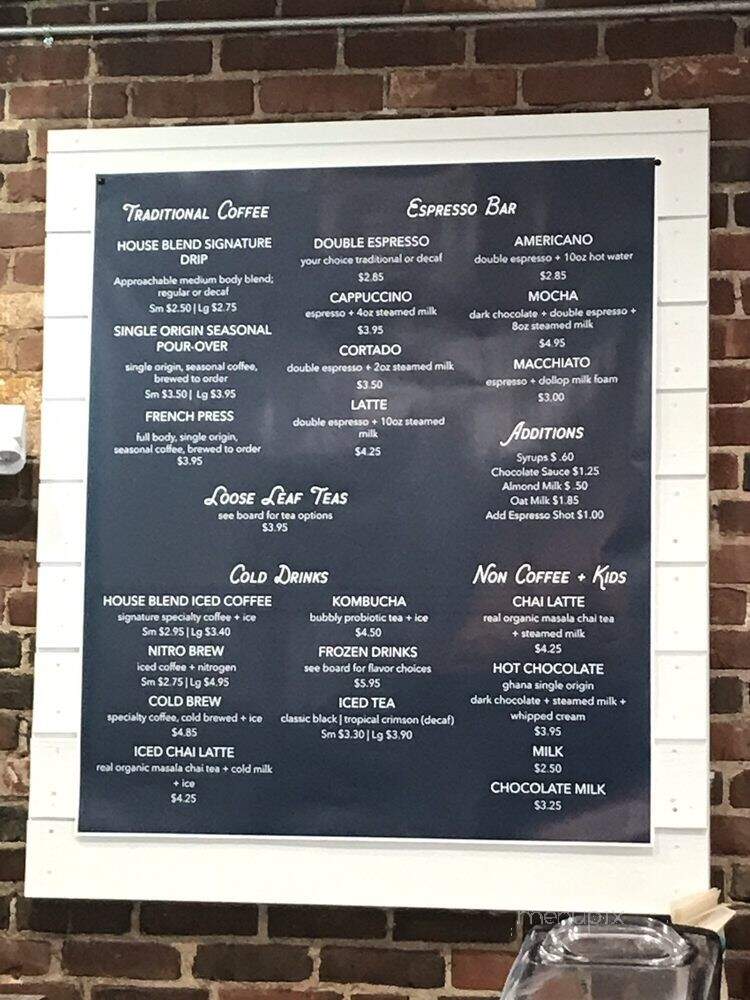 Traditional Coffee
HOUSE BLEND SIGNATURE
DRIP
Approachable medium body blend;
regular or decaf
Sm $2.50 | Lg $2.75
SINGLE ORIGIN SEASONAL
POUR-OVER
single origin, seasonal coffee,
brewed to order
Sm $3.50 | Lg $3.95
FRENCH PRESS
full body, single origin,
seasonal coffee, brewed to order
$3.95
Espresso Bar
DOUBLE ESPRESSO
your choice traditional or decaf
$2.85
CAPPUCCINO
espresso + 4oz steamed milk
$3.95
CORTADO
double espresso + 2oz steamed milk
$3.50
LATTE
double espresso + 10oz steamed
milk
$4.25
AMERICANO
double espresso + 10oz hot water
$2.85
MOCHA
dark chocolate + double espresso +
8oz steamed milk
$4.95
MACCHIATO
espresso + dollop milk foam
$3.00
Additions
Syrups $ .60
Chocolate Sauce $1.25
Almond Milk $ .50
Oat Milk $1.85
Add Espresso Shot $1.00
Loose Leaf Teas
see board for tea options
$3.95
Cold Drinks
HOUSE BLEND ICED COFFEE
signature specialty coffee + ice
Sm $2.95 | Lg $3.40
NITRO BREW
iced coffee + nitrogen
Sm $2.75 | Lg $4.95
COLD BREW
specialty coffee, cold brewed + ice
$4.85
ICED CHAI LATTE
real organic masala chai tea + cold milk
+ ice
$4.25
KOMBUCHA
bubbly probiotic tea + ice
$4.50
FROZEN DRINKS
see board for flavor choices
$5.95
ICED TEA
classic black | tropical crimson (decaf)
Sm $3.30 | Lg $3.90
Non Coffee + Kids
CHAI LATTE
real organic masala chai tea
+ steamed milk
$4.25
HOT CHOCOLATE
ghana single origin
dark chocolate + steamed milk +
whipped cream
$3.95
MILK
$2.50
CHOCOLATE MILK
$3.25
menupix